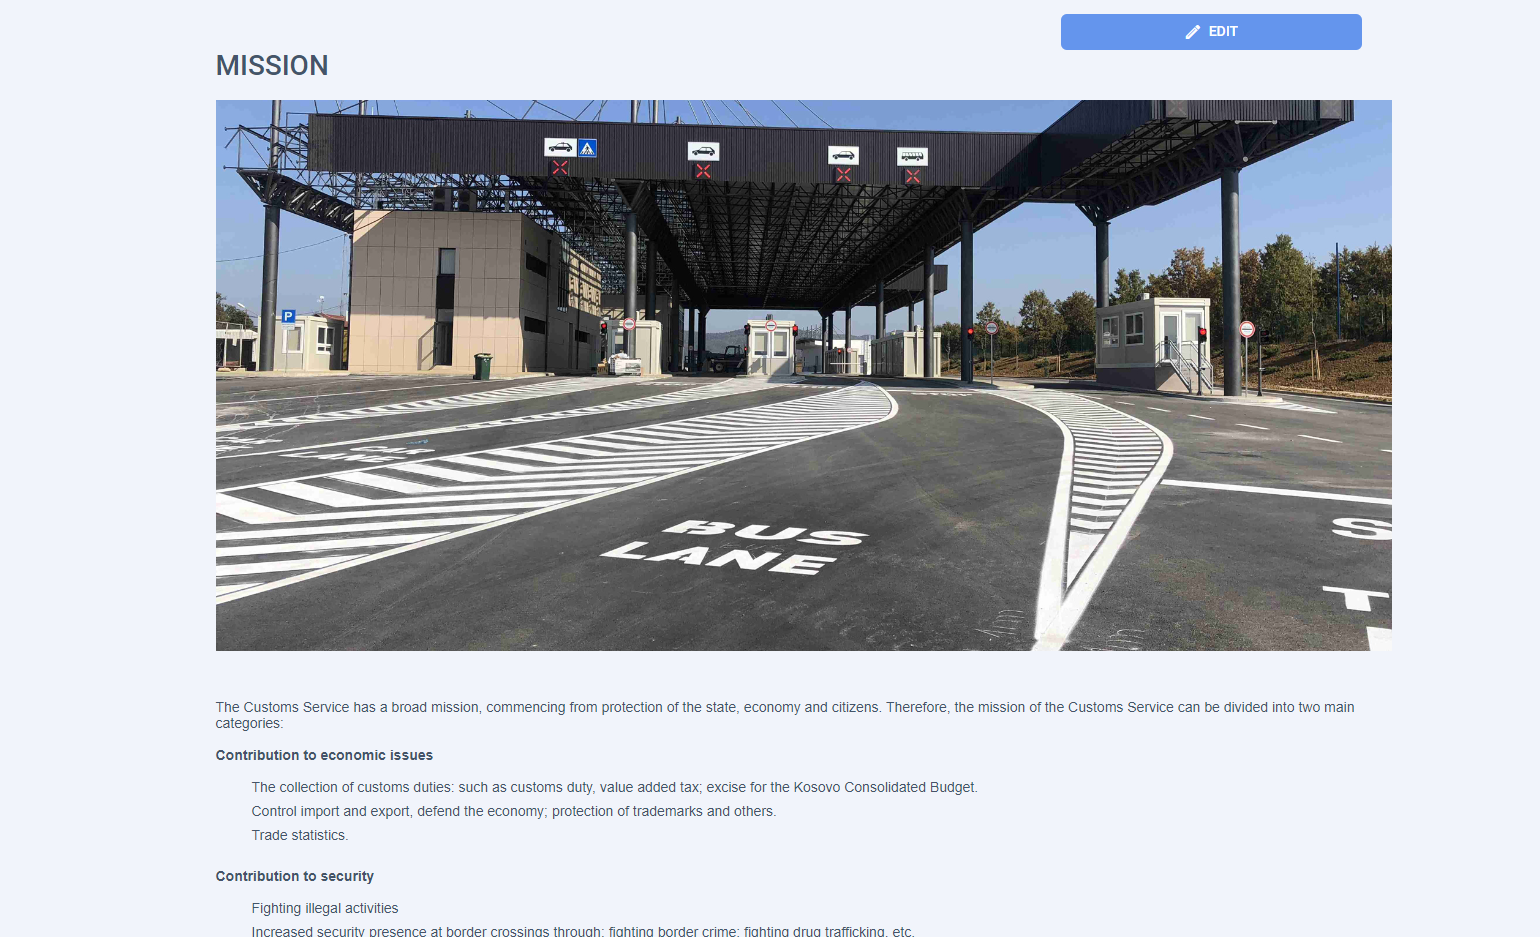 EDIT
MISSION
P
CAR
LANE
BUS
LANE
S
T
The Customs Service has a broad mission, commencing from protection of the state, economy and citizens. Therefore, the mission of the Customs Service can be divided into two main
categories:
Contribution to economic issues
The collection of customs duties: such as customs duty, value added tax; excise for the Kosovo Consolidated Budget.
Control import and export, defend the economy; protection of trademarks and others.
Trade statistics.
Contribution to security
Fighting illegal activities
Increased security presence at border crossings through: fighting border crime; fighting drug trafficking, etc.